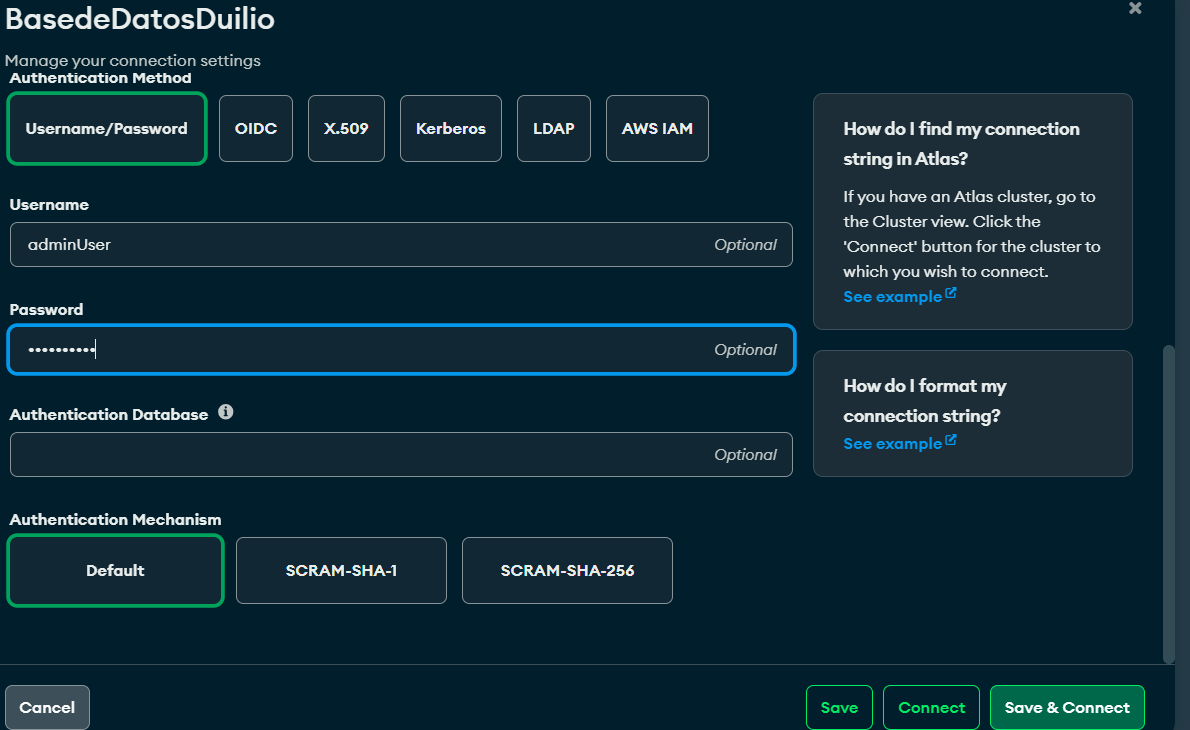 BasedeDatosDuilio
Manage your connection settings
Authentication Method
Username/Password
OIDC
X.509
Kerberos
LDAP
AWS IAM
Username
adminUser
Optional
Password
••••••••••
Optional
Authentication Database
Optional
Authentication Mechanism
Default
SCRAM-SHA-1
SCRAM-SHA-256
How do I find my connection
string in Atlas?
If you have an Atlas cluster, go to
the Cluster view. Click the
'Connect' button for the cluster to
which you wish to connect.
See example
How do I format my
connection string?
See example
Cancel
Save
Connect
Save & Connect